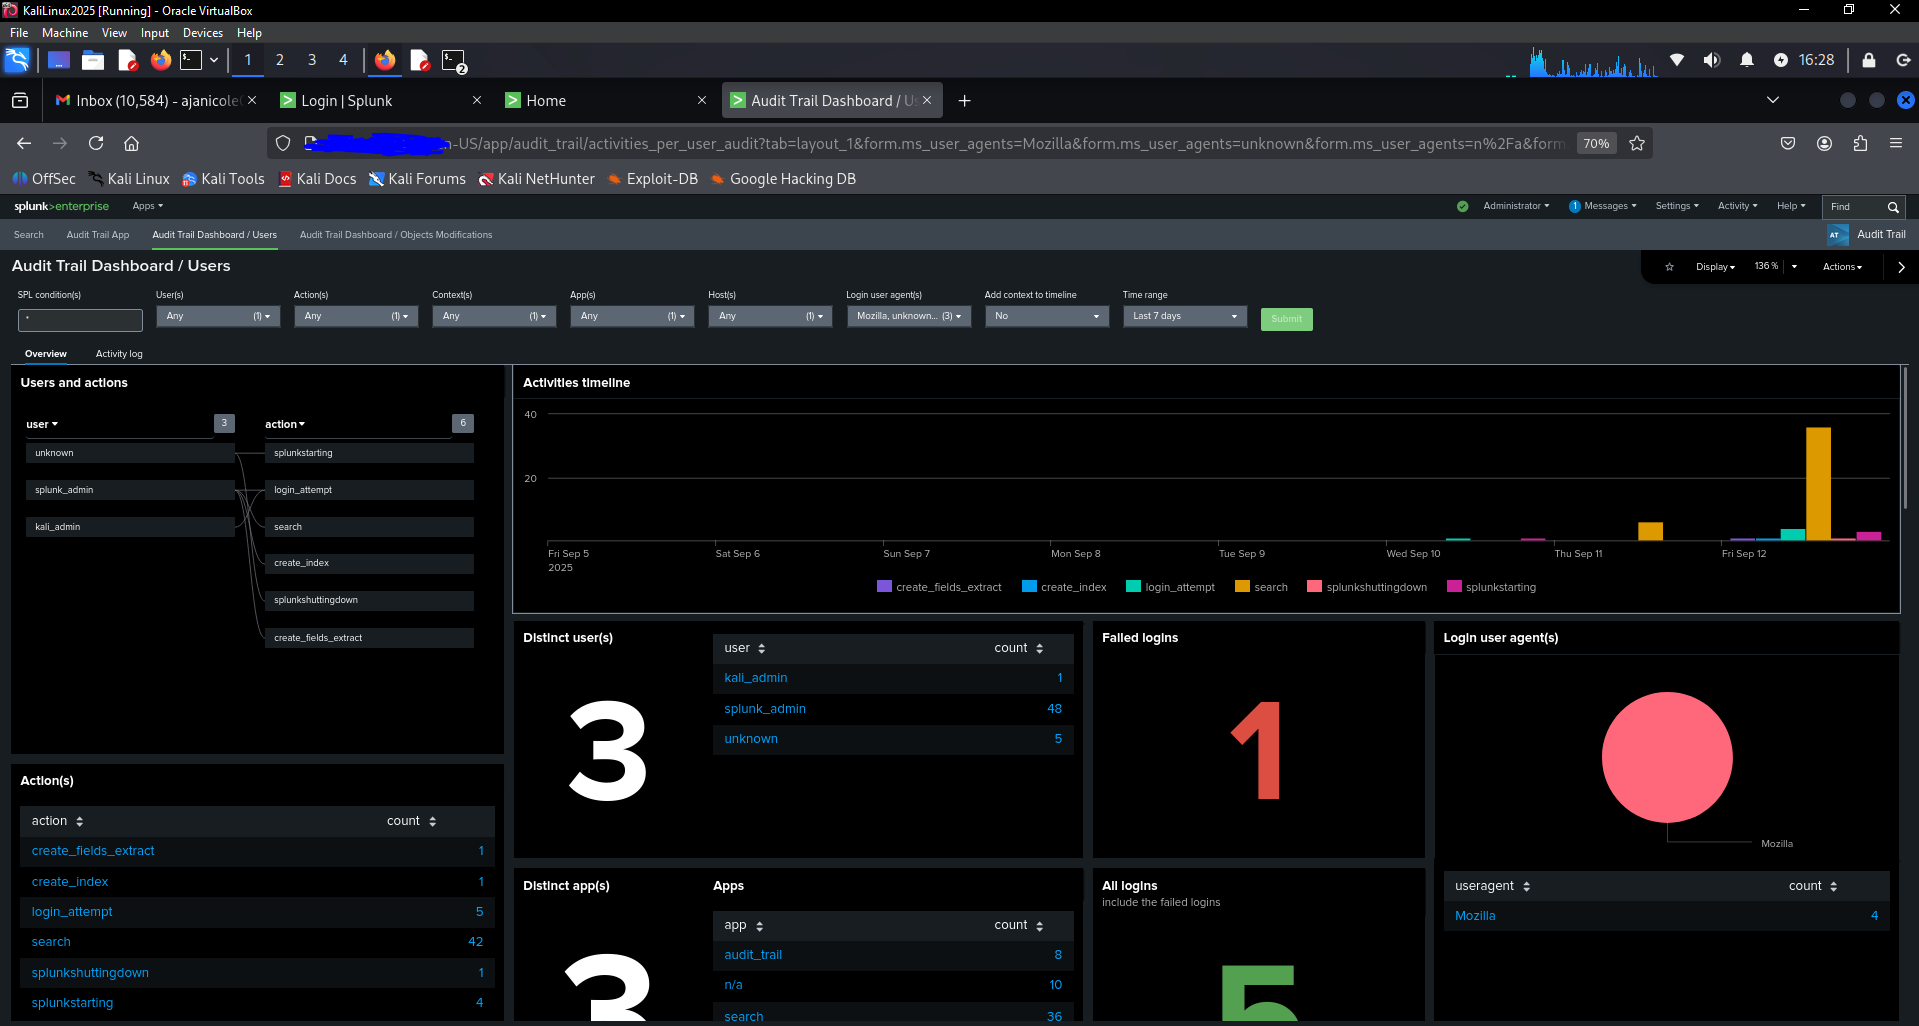 KaliLinux2025 [Running] - Oracle VirtualBox
File Machine View Input Devices Help
1 2 3 4 2 16:28
Inbox (10,584) - ajanicole Login | Splunk Home Audit Trail Dashboard / Us
-US/app/audit_trail/activities_per_user_audit?tab=layout_1&form.ms_user_agents=Mozilla&form.ms_user_agents=unknown&form.ms_user_agents=n%2Fa&form 70%
OffSec Kali Linux Kali Tools Kali Docs Kali Forums Kali NetHunter Exploit-DB Google Hacking DB
splunk>enterprise Apps Administrator 1 Messages Settings Activity Help Find
Search Audit Trail App Audit Trail Dashboard / Users Audit Trail Dashboard / Objects Modifications AT Audit Trail
Audit Trail Dashboard / Users Display 136 % Actions
SPL condition(s) User(s) Action(s) Context(s) App(s) Host(s) Login user agent(s) Add context to timeline Time range
* Any (1) Any (1) Any (1) Any (1) Any (1) Mozilla, unknown... (3) No Last 7 days Submit
Overview Activity log
Users and actions
user 3 action 6
unknown splunkstarting
splunk_admin login_attempt
kali_admin search
create_index
splunkshuttingdown
create_fields_extract
Activities timeline
40
20
Fri Sep 5 Sat Sep 6 Sun Sep 7 Mon Sep 8 Tue Sep 9 Wed Sep 10 Thu Sep 11 Fri Sep 12
2025
create_fields_extract create_index login_attempt search splunkshuttingdown splunkstarting
Distinct user(s)
3
user count
kali_admin 1
splunk_admin 48
unknown 5
Failed logins
1
Login user agent(s)
Mozilla
useragent count
Mozilla 4
Action(s)
action count
create_fields_extract 1
create_index 1
login_attempt 5
search 42
splunkshuttingdown 1
splunkstarting 4
Distinct app(s)
3
Apps
app count
audit_trail 8
n/a 10
search 36
All logins
include the failed logins
5